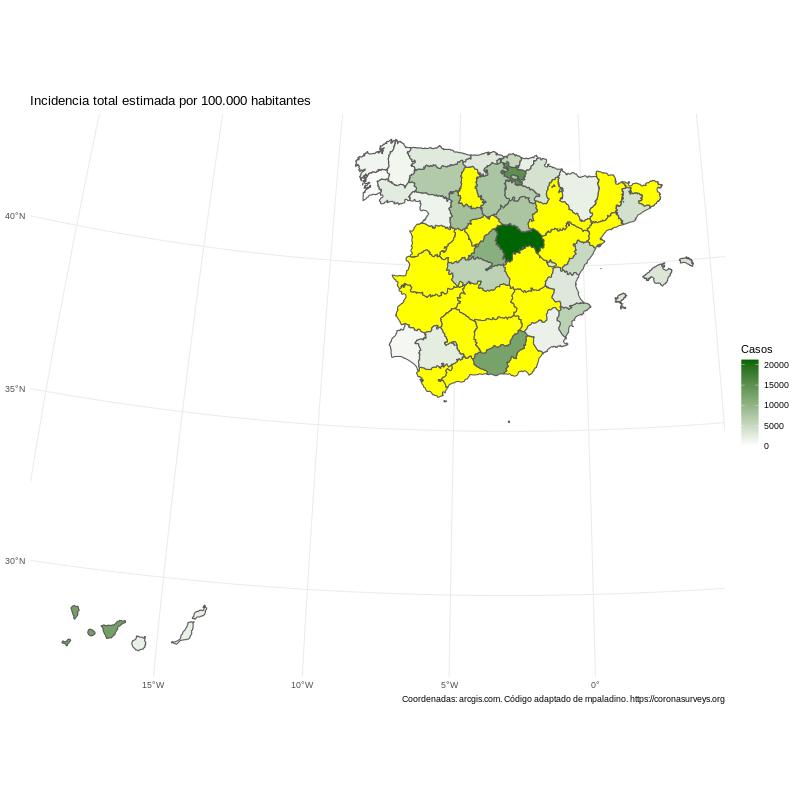 Incidencia total estimada por 100.000 habitantes
40°N
35°N
30°N
Casos
20000
15000
10000
5000
0
15°W
10°W
5°W
0°
Coordenadas: arcgis.com. Código adaptado de mpaladino. https://coronasurveys.org